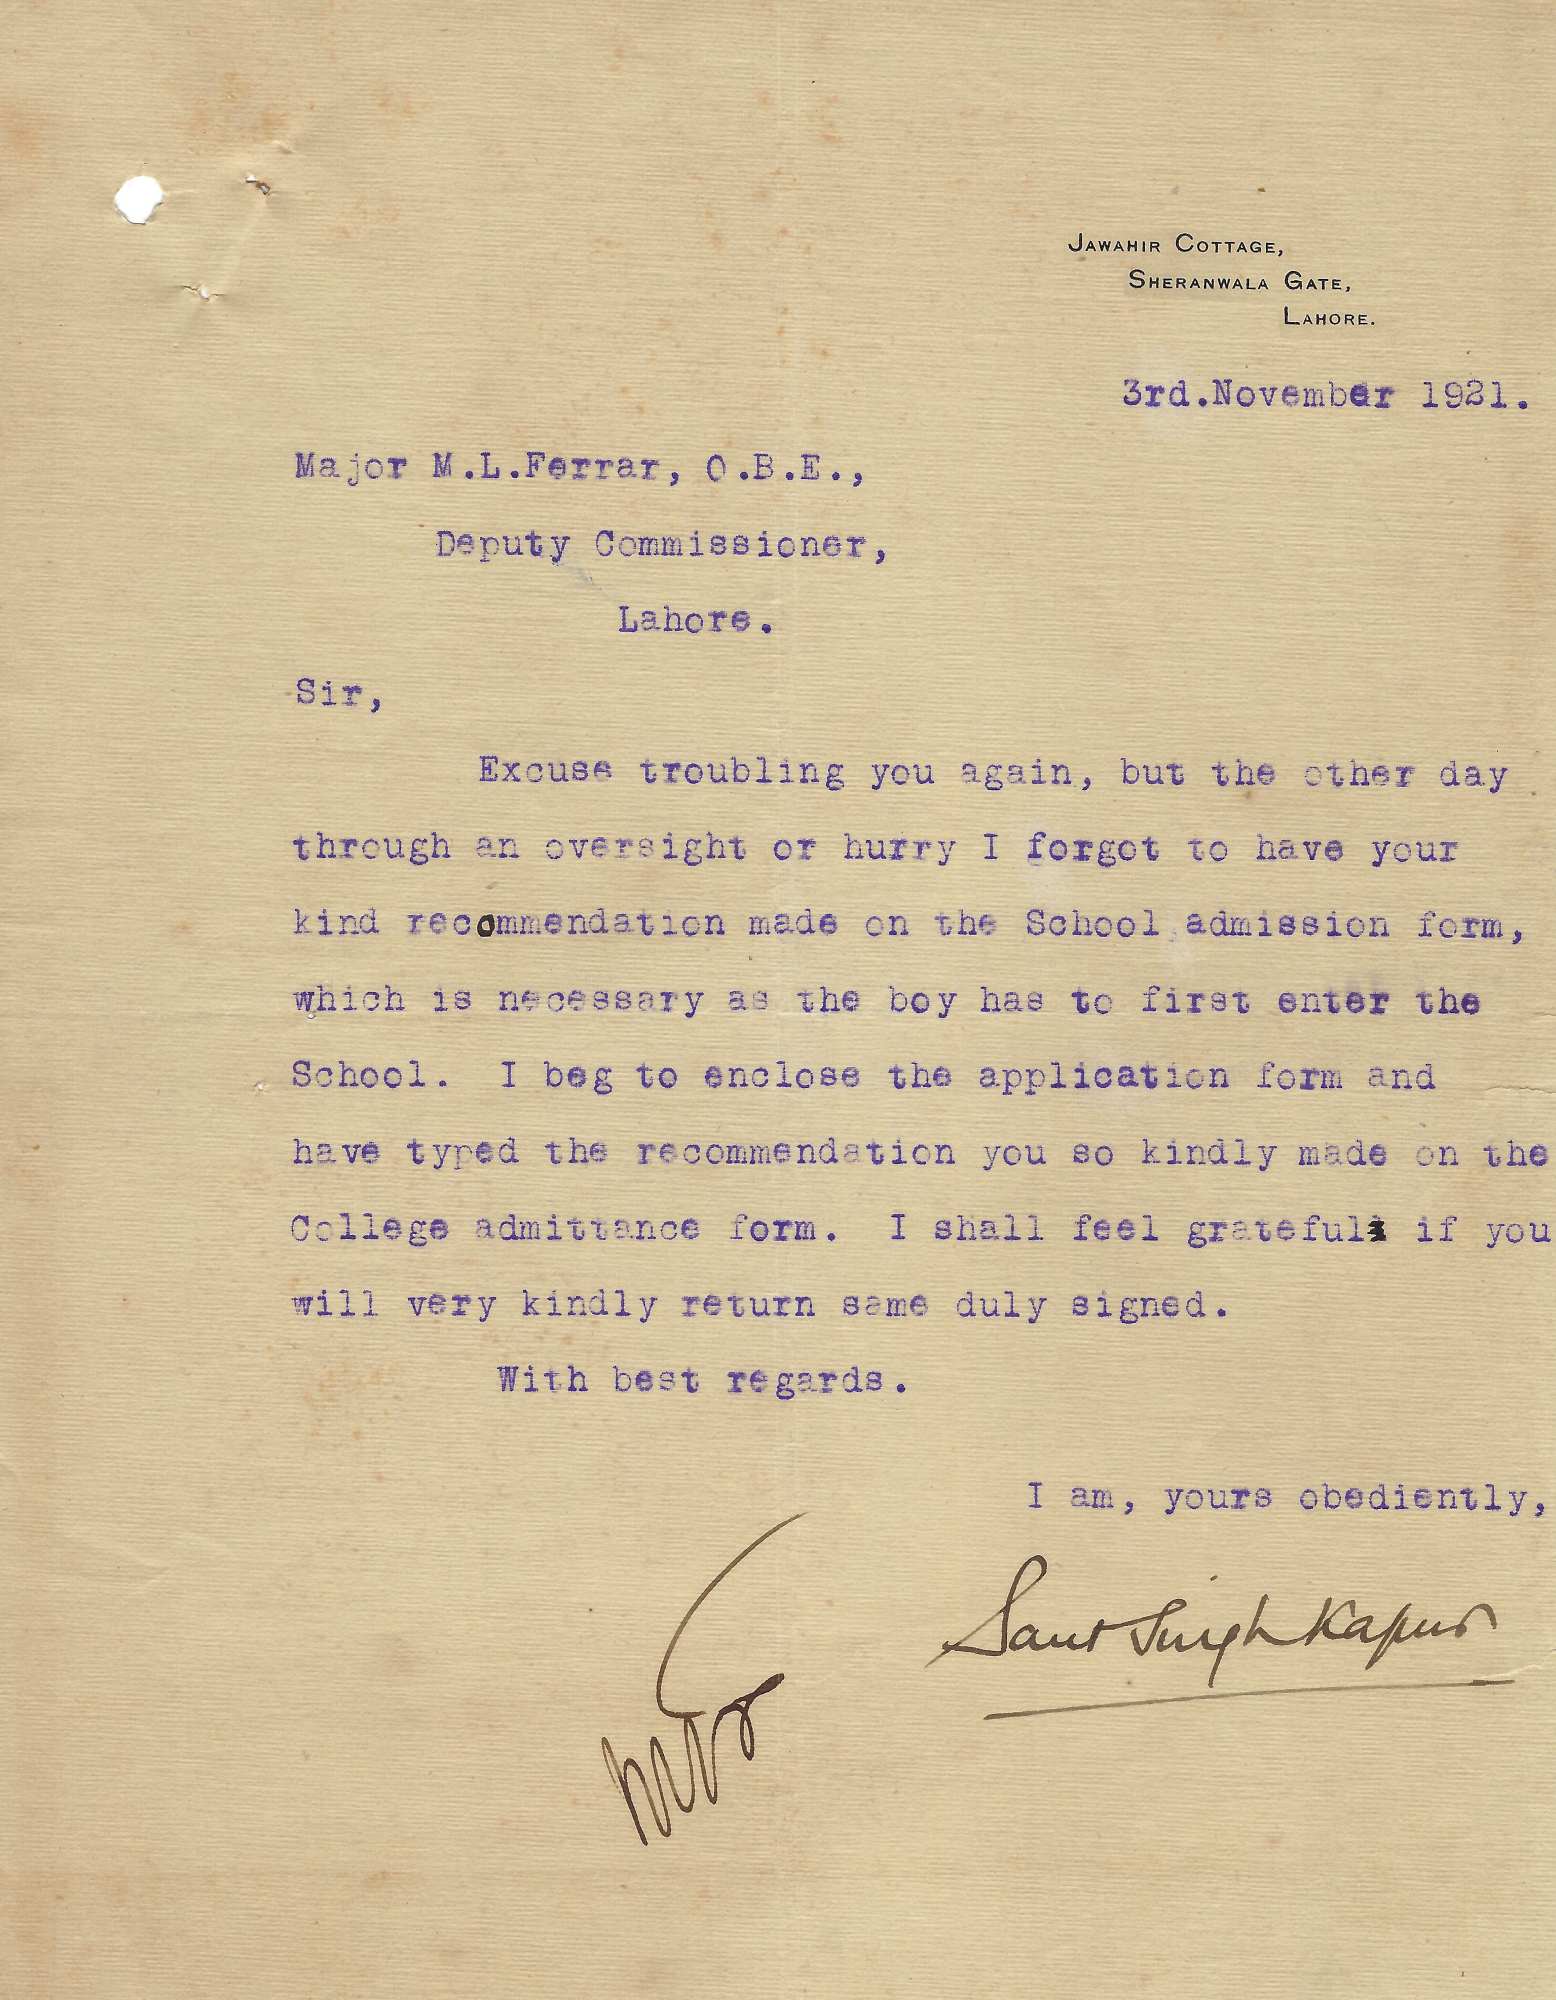 JAWAHIR COTTAGE,
SHERANWALA GATE,
LAHORE.
3rd.November 1921.
Major M.L.Ferrar, O.B.E.,
Deputy Commissioner,
Lahore.
Sir,
Excuse troubling you again, but the other day
through an oversight or hurry I forgot to have your
kind recommendation made on the School admission form,
which is necessary as the boy has to first enter the
School. I beg to enclose the application form and
have typed the recommendation you so kindly made on the
College admittance form. I shall feel grateful if you
will very kindly return same duly signed.
With best regards.
I am, yours obediently,
Sant Singh Kapur